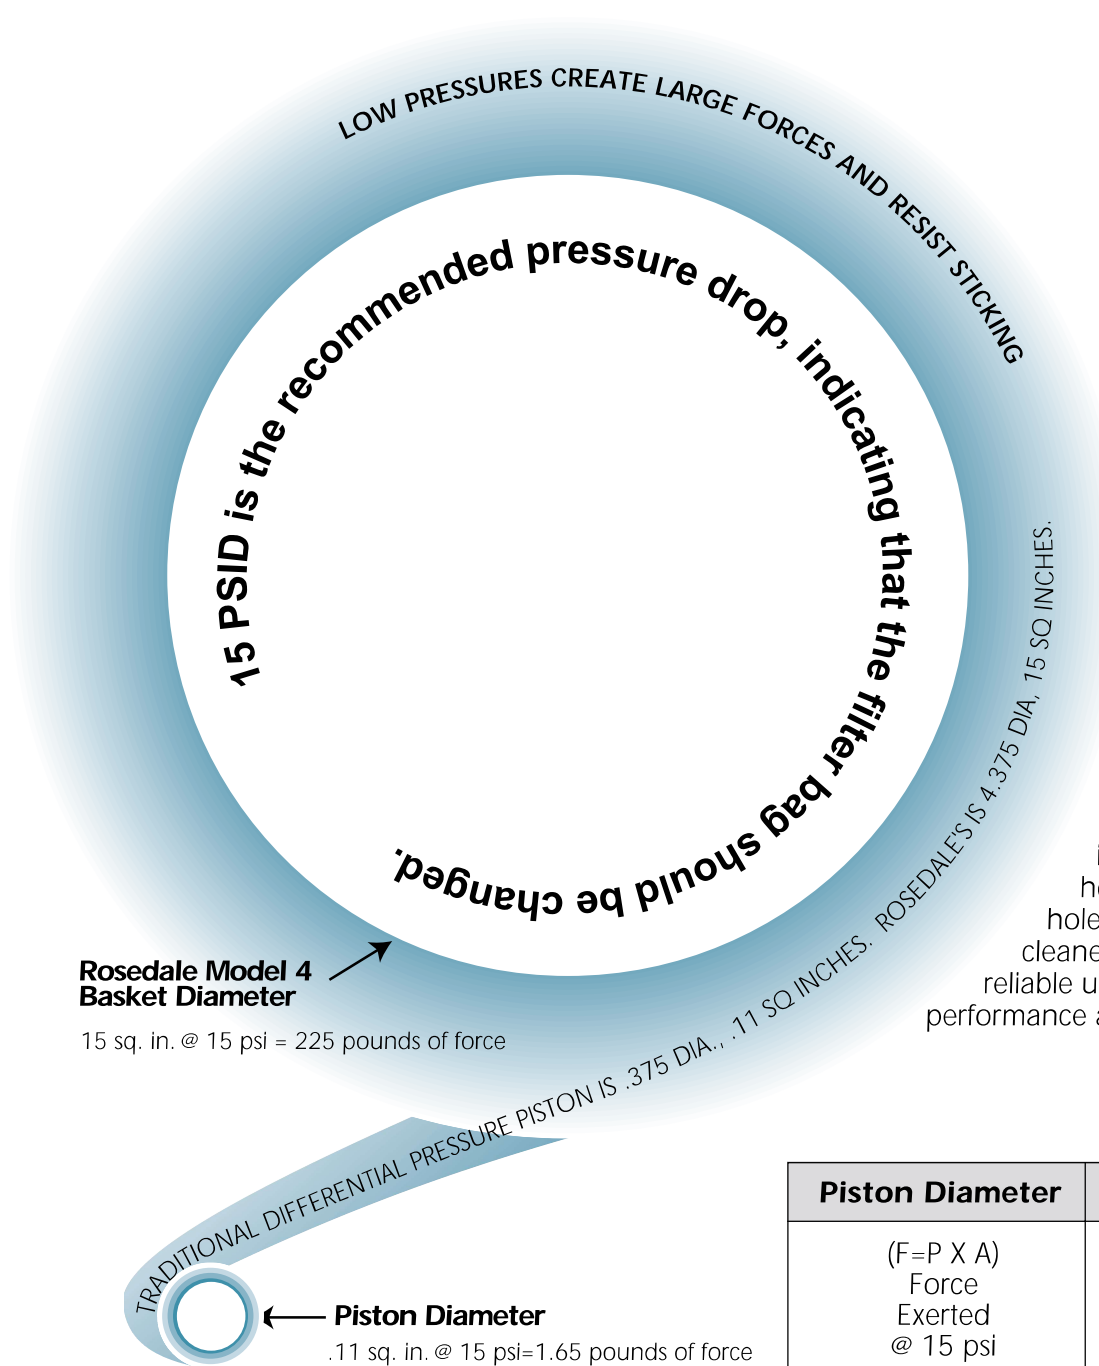 LOW PRESSURES CREATE LARGE FORCES AND RESIST STICKING
15 PSID is the recommended pressure drop, indicating that the filter bag should be changed.
TRADITIONAL DIFFERENTIAL PRESSURE PISTON IS .375 DIA., .11 SQ INCHES. ROSEDALE'S IS 4.375 DIA, 15 SQ INCHES.
hole
cleane
reliable u
performance a
Rosedale Model 4
Basket Diameter
15 sq. in. @ 15 psi = 225 pounds of force
Piston Diameter
.11 sq. in. @ 15 psi=1.65 pounds of force
Piston Diameter
(F=P X A)
Force
Exerted
@ 15 psi